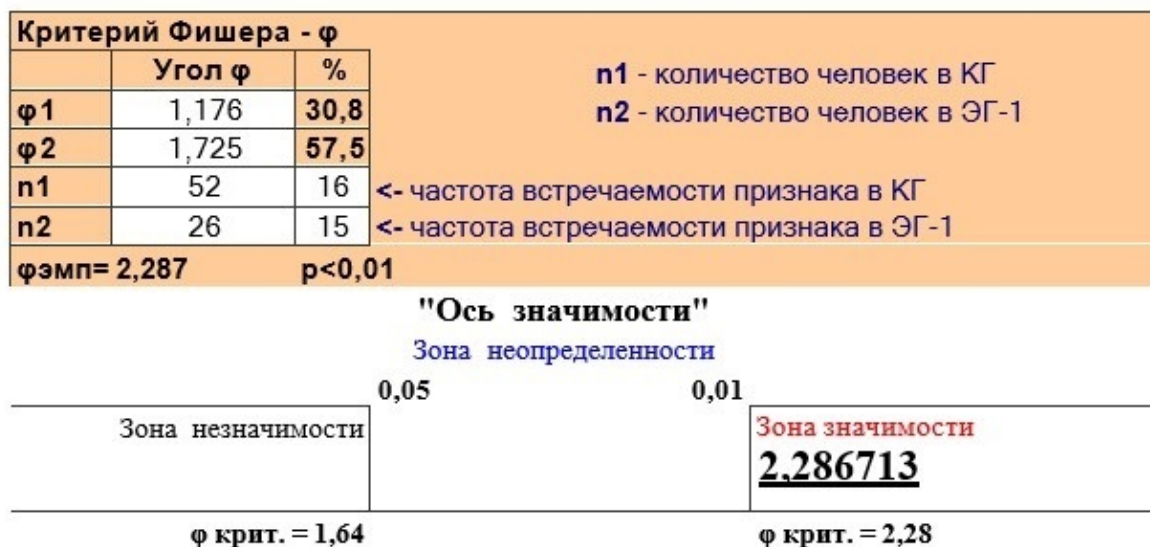 Критерий Фишера - φ
Угол φ %
n1 - количество человек в КГ
φ1 1,176 30,8
n2 - количество человек в ЭГ-1
φ2 1,725 57,5
n1 52 16 <- частота встречаемости признака в КГ
n2 26 15 <- частота встречаемости признака в ЭГ-1
φэмп= 2,287 p<0,01
"Ось значимости"
Зона неопределенности
0,05 0,01
Зона незначимости Зона значимости
2,286713
φ крит. = 1,64 φ крит. = 2,28